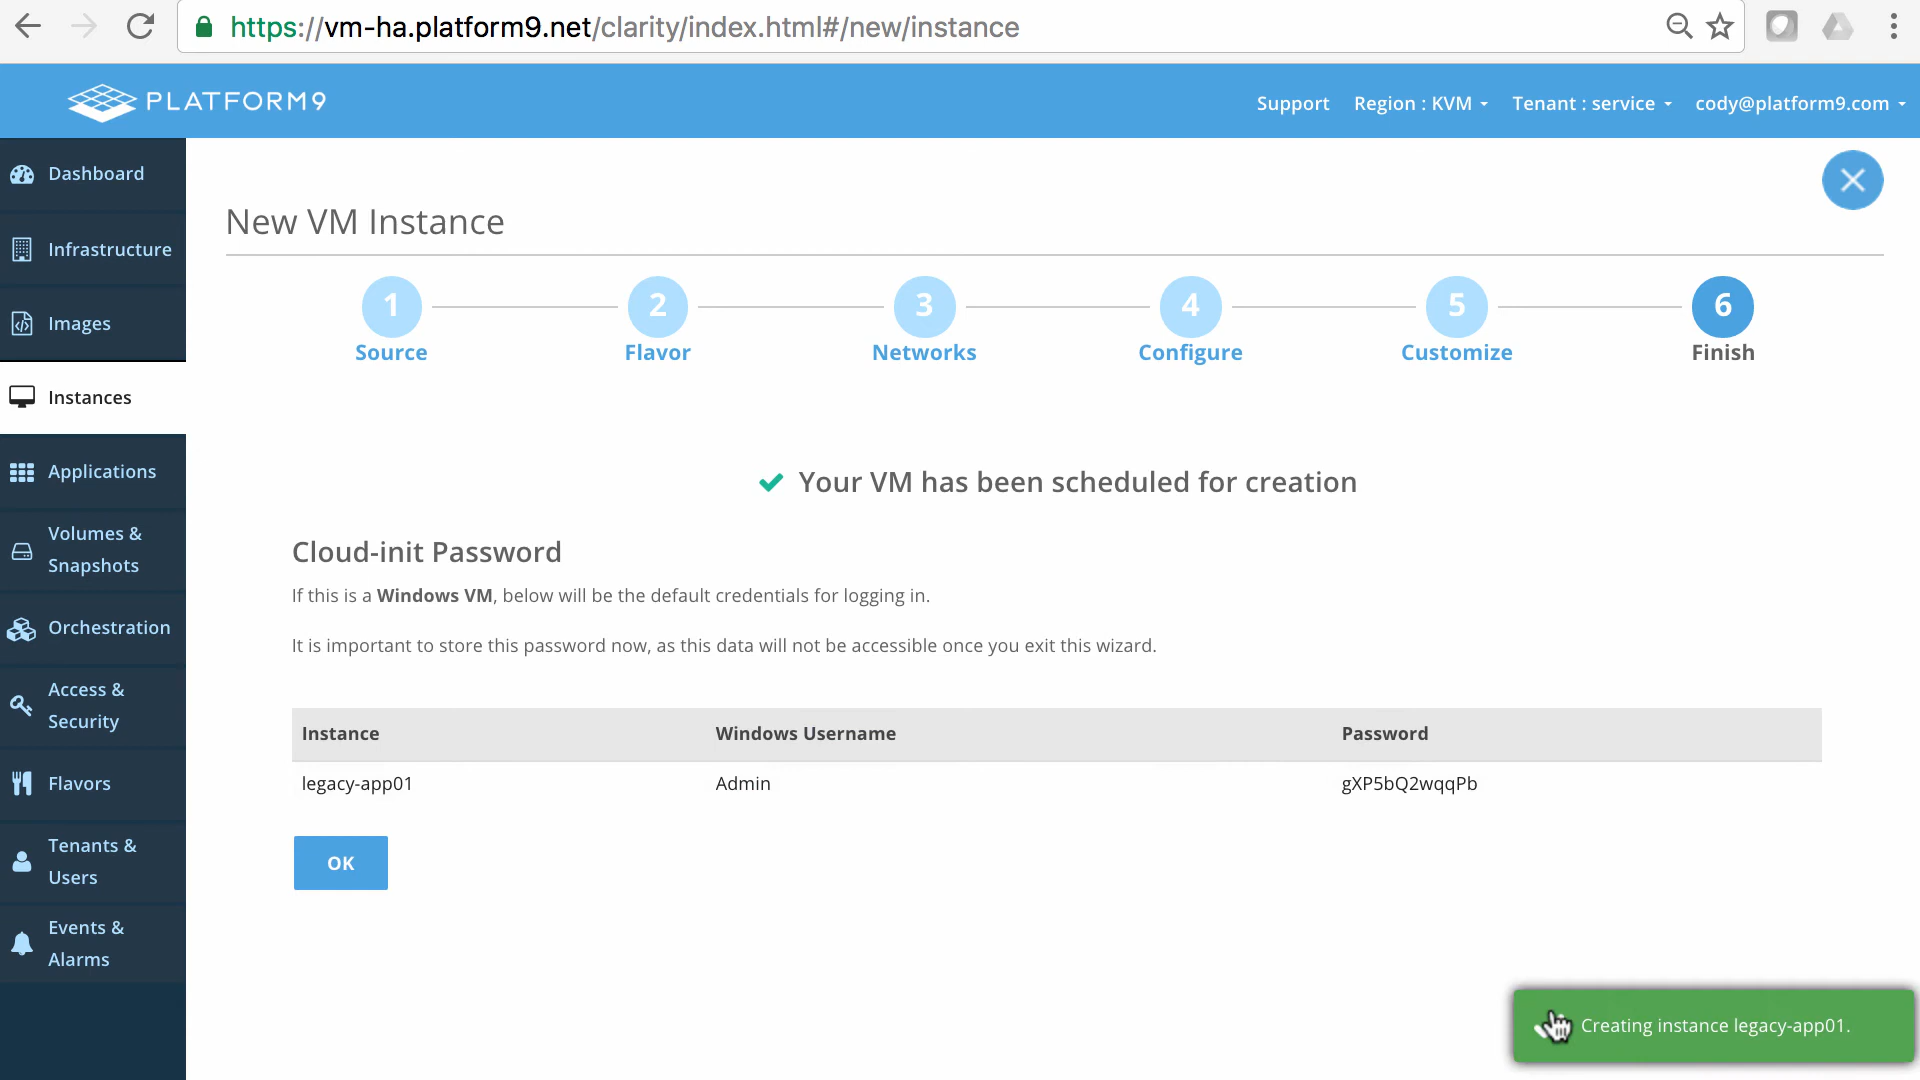 https://vm-ha.platform9.net/clarity/index.html#/new/instance
PLATFORM9
Support
Region : KVM
Tenant : service
cody@platform9.com
Dashboard
Infrastructure
Images
Instances
Applications
Volumes &
Snapshots
Orchestration
Access &
Security
Flavors
Tenants &
Users
Events &
Alarms
New VM Instance
1
2
3
4
5
6
Source
Flavor
Networks
Configure
Customize
Finish
Your VM has been scheduled for creation
Cloud-init Password
If this is a Windows VM, below will be the default credentials for logging in.
It is important to store this password now, as this data will not be accessible once you exit this wizard.
Instance
Windows Username
Password
legacy-app01
Admin
gXP5bQ2wqqPb
OK
Creating instance legacy-app01.